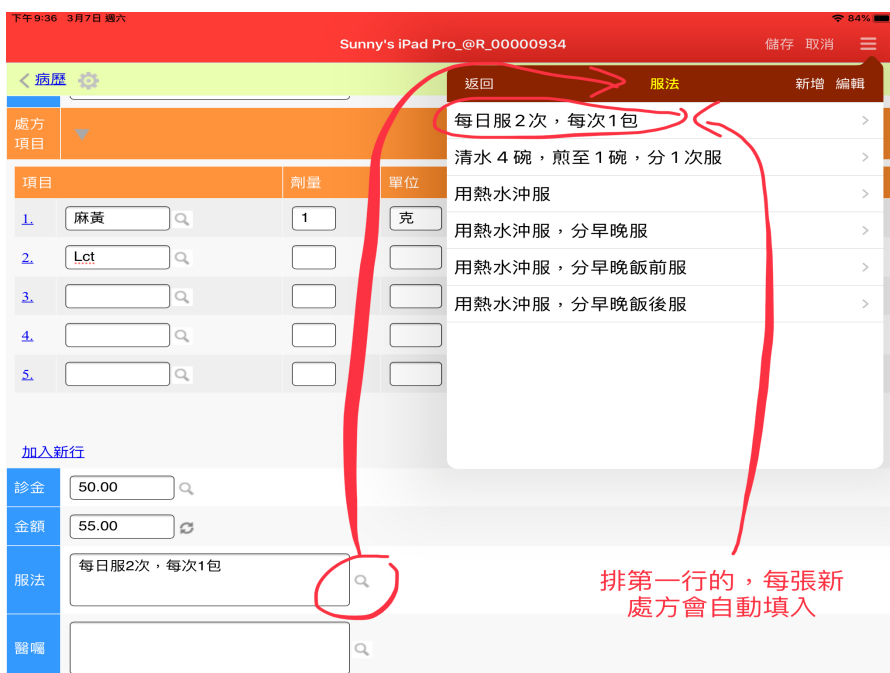 下午9:36 3月7日 週六
84%
Sunny's iPad Pro_@R_00000934
儲存 取消
病歷
返回 服法 新增 編輯
處方
項目
每日服2次，每次1包
清水4碗，煎至1碗，分1次服
用熱水沖服
用熱水沖服，分早晚服
用熱水沖服，分早晚飯前服
用熱水沖服，分早晚飯後服
項目 劑量 單位
1. 麻黃 1 克
2. Lct
3.
4.
5.
加入新行
診金 50.00
金額 55.00
服法 每日服2次，每次1包
醫囑
排第一行的，每張新
處方會自動填入